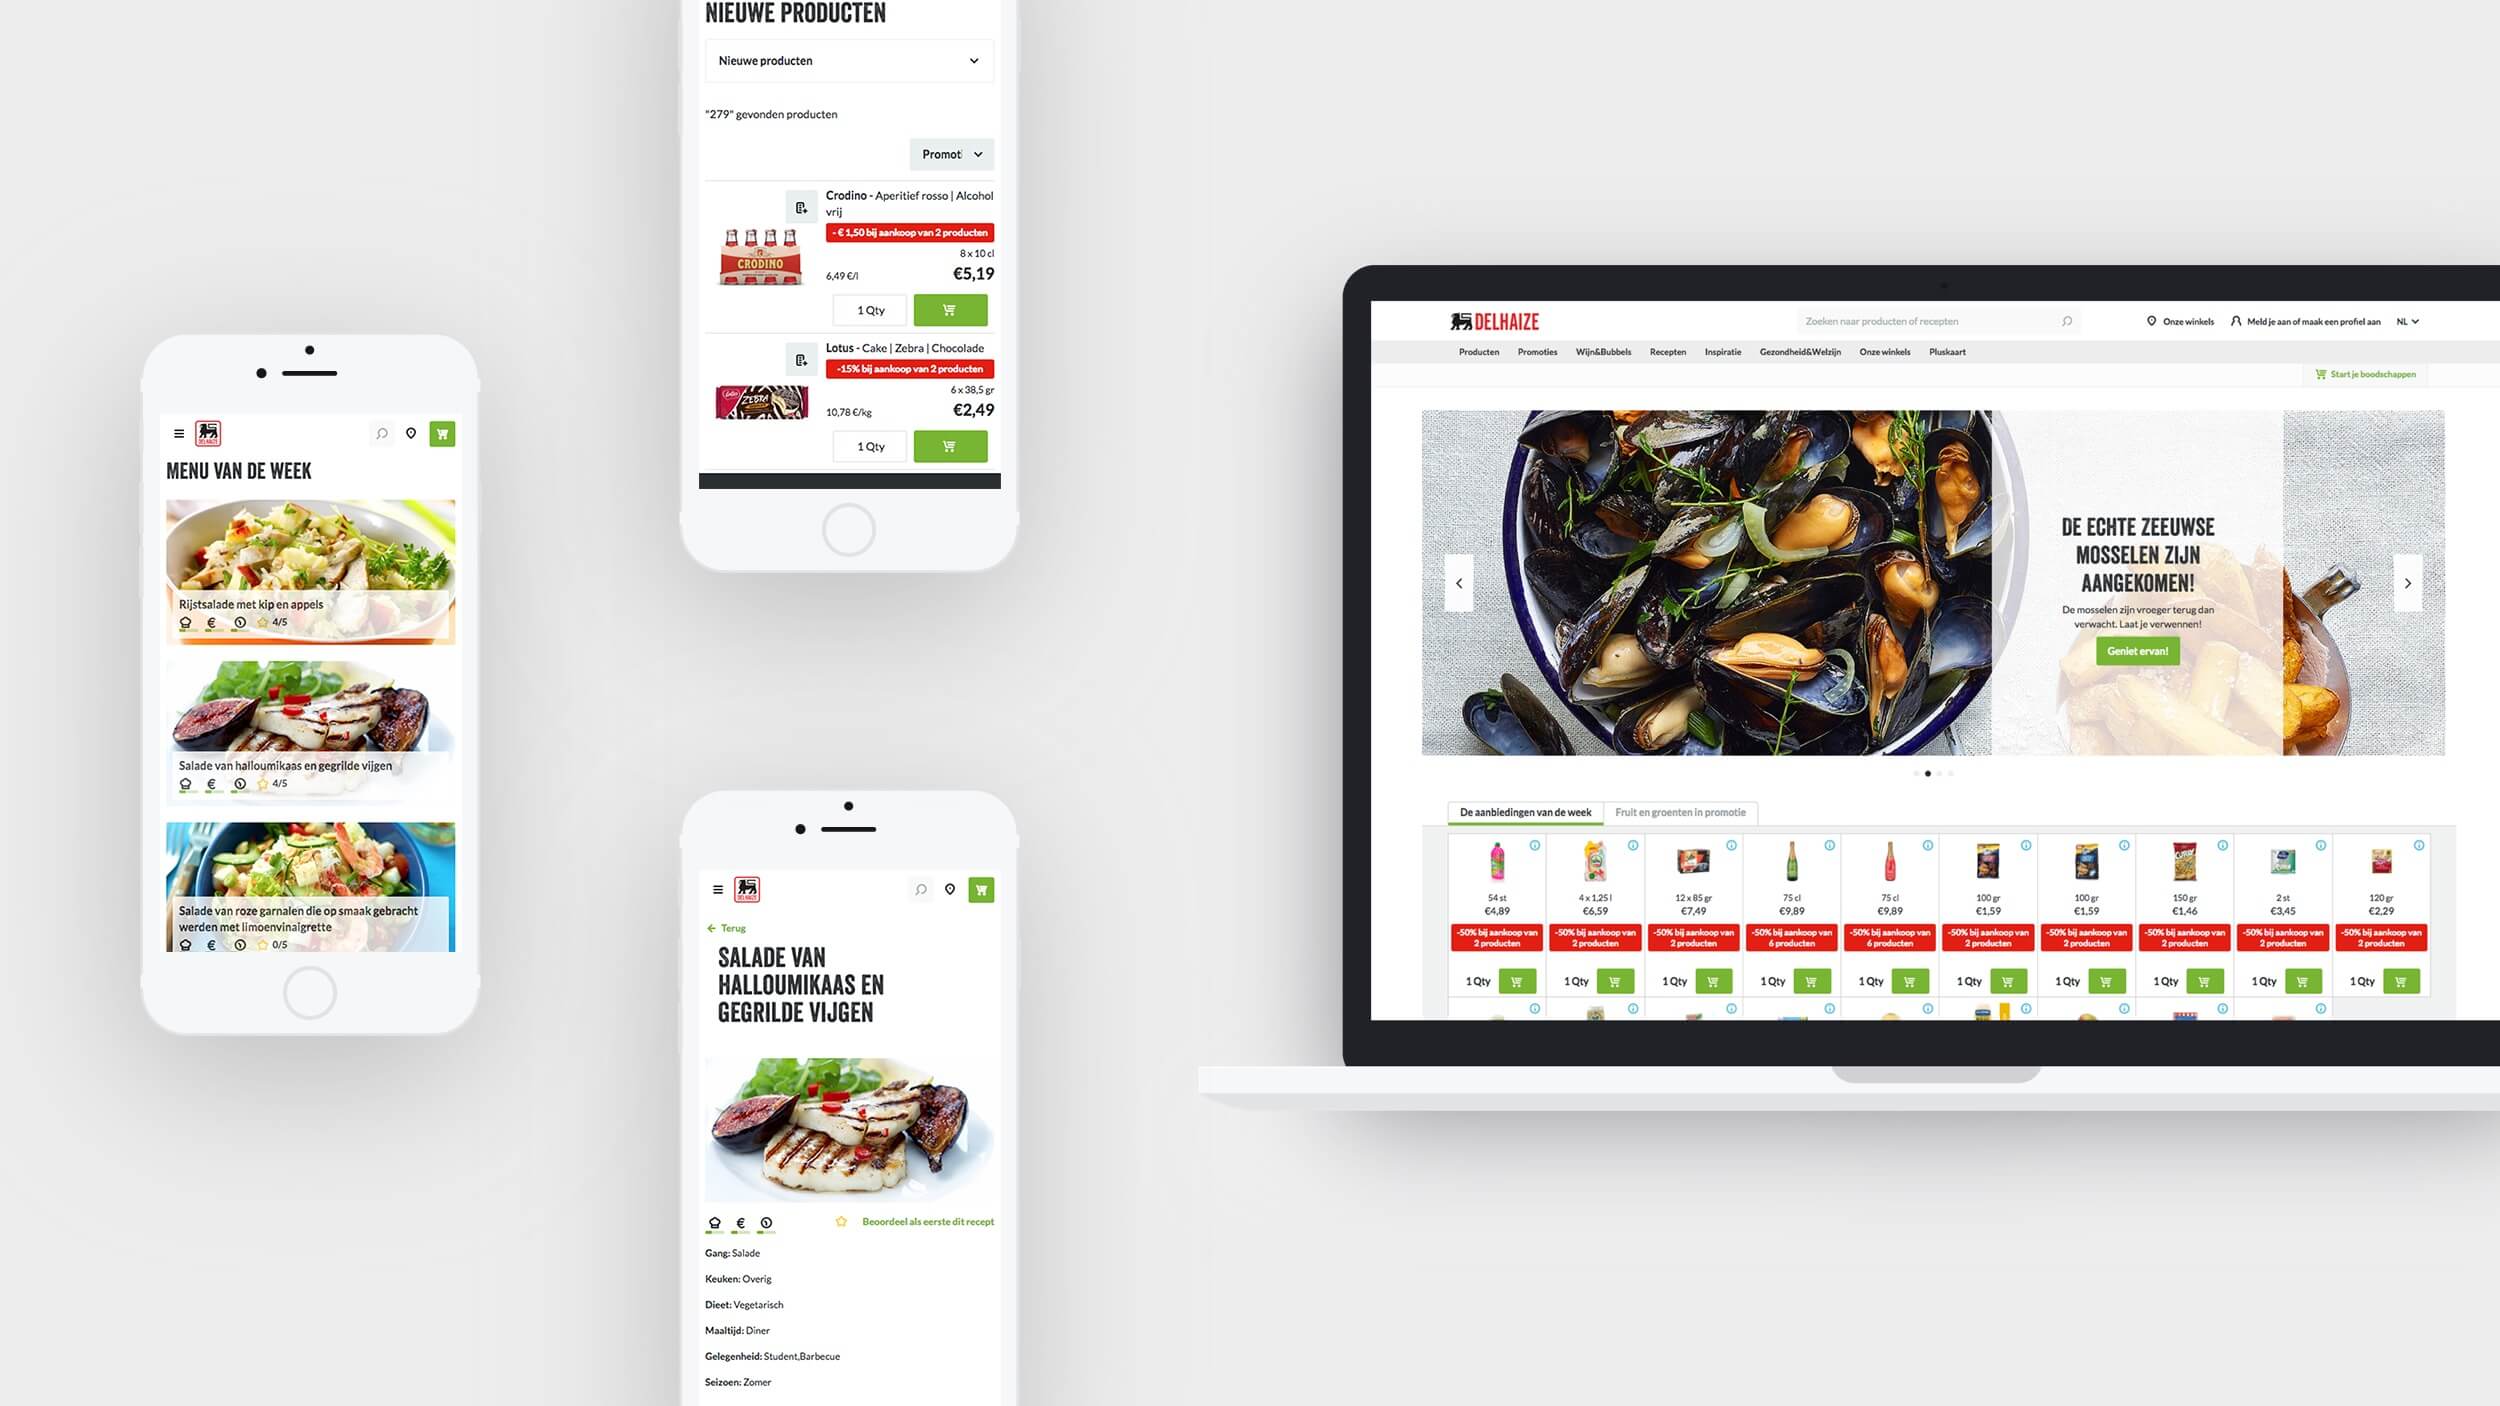 MENU VAN DE WEEK
Rijstsalade met kip en appels
4/5
Salade van halloumikaas en gegrilde vijgen
4/5
Salade van roze garnalen die op smaak gebracht
werden met limoenvinaigrette
0/5
NIEUWE PRODUCTEN
Nieuwe producten
"279" gevonden producten
Promoti
Crodino - Aperitief rosso | Alcohol
vrij
- € 1,50 bij aankoop van 2 producten
8 x 10 cl
6,49 €/l
€5,19
CRODINO
1 Qty
Lotus - Cake | Zebra | Chocolade
-15% bij aankoop van 2 producten
6 x 38,5 gr
ZEBRA
10,78 €/kg
€2,49
1 Qty
DELHAIZE
Terug
SALADE VAN
HALLOUMIKAAS EN
GEGRILDE VIJGEN
Beoordeel als eerste dit recept
Gang: Salade
Keuken: Overig
Dieet: Vegetarisch
Maaltijd: Diner
Gelegenheid: Student,Barbecue
Seizoen: Zomer
DELHAIZE
Zoeken naar producten of recepten
Onze winkels
Meld je aan of maak een profiel aan
NL
Producten Promoties Wijn&Bubbels Recepten Inspiratie Gezondheid&Welzijn Onze winkels Pluskaart
Start je boodschappen
DE ECHTE ZEEUWSE
MOSSELEN ZIJN
AANGEKOMEN!
De mosselen zijn vroeger terug dan
verwacht. Laat je verwennen!
Geniet ervan!
De aanbiedingen van de week Fruit en groenten in promotie
54 st 4 x 1,25 l 12 x 85 gr 75 cl 75 cl 100 gr 100 gr 150 gr 2 st 120 gr
€4,89 €6,59 €7,49 €9,89 €9,89 €1,59 €1,59 €1,46 €3,45 €2,29
-50% bij aankoop van -50% bij aankoop van -50% bij aankoop van -50% bij aankoop van -50% bij aankoop van -50% bij aankoop van -50% bij aankoop van -50% bij aankoop van -50% bij aankoop van -50% bij aankoop van
2 producten 2 producten 2 producten 6 producten 6 producten 2 producten 2 producten 2 producten 2 producten 2 producten
1 Qty 1 Qty 1 Qty 1 Qty 1 Qty 1 Qty 1 Qty 1 Qty 1 Qty 1 Qty